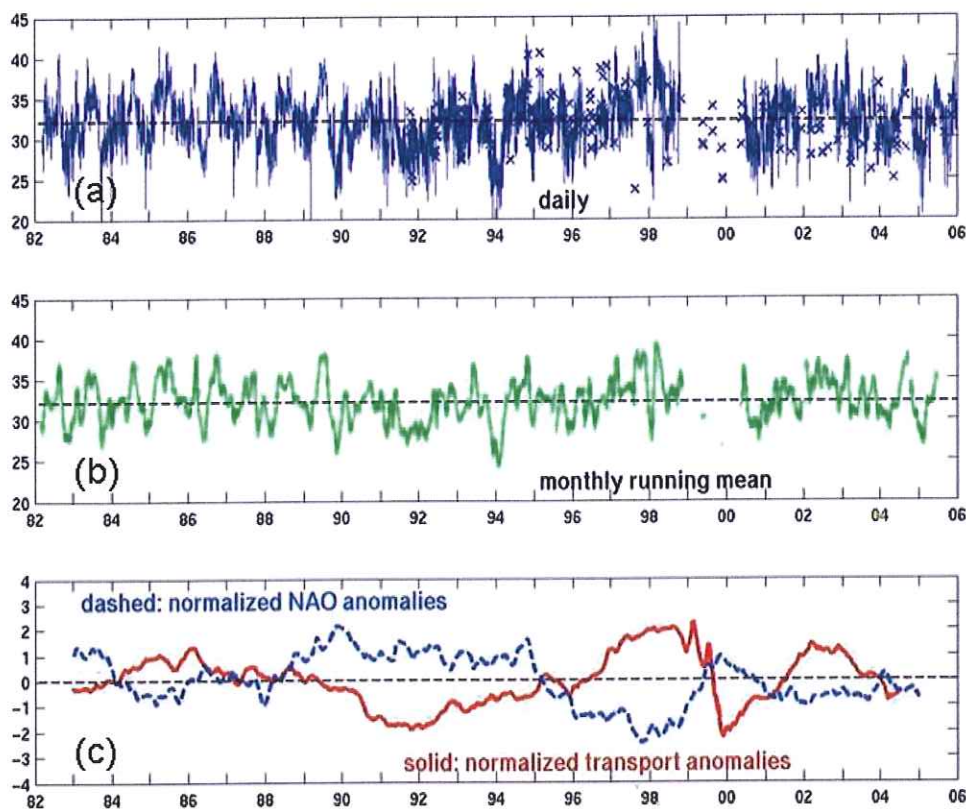 45
40
35
30
25
20
(a)
daily
82 84 86 88 90 92 94 96 98 00 02 04 06
45
40
35
30
25
20
(b)
monthly running mean
82 84 86 88 90 92 94 96 98 00 02 04 06
4
3
2
1
0
−1
−2
−3
−4
dashed: normalized NAO anomalies
(c)
solid: normalized transport anomalies
82 84 86 88 90 92 94 96 98 00 02 04 06